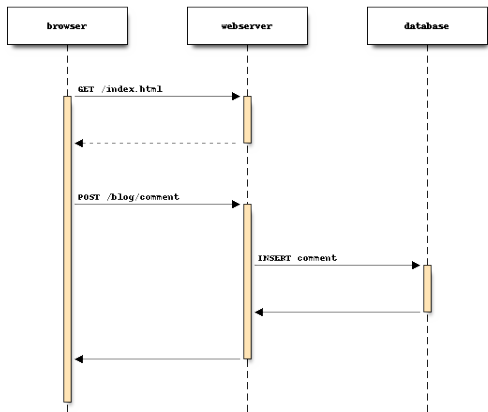 browser
webserver
database
GET /index.html
POST /blog/comment
INSERT comment